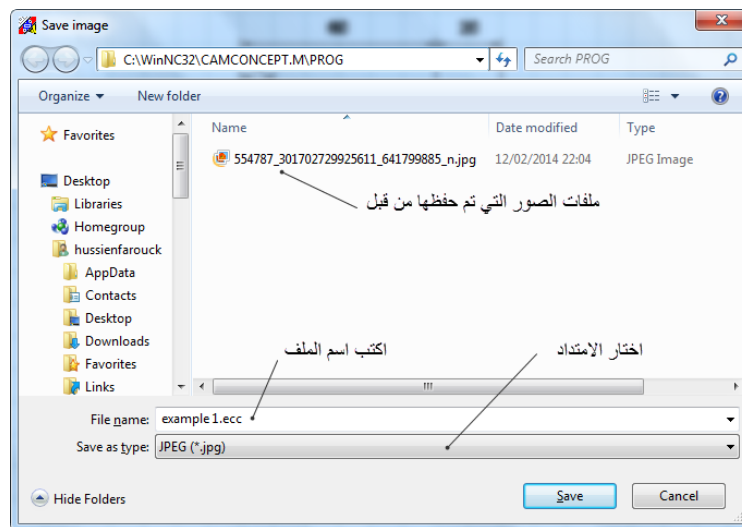 Save image
C:\WinNC32\CAMCONCEPT.M\PROG
Search PROG
Organize
New folder
Name
Date modified
Type
Favorites
554787_301702729925611_641799885_n.jpg 12/02/2014 22:04 JPEG Image
Desktop
ملفات الصور التي تم حفظها من قبل
Libraries
Homegroup
hussienfarouck
AppData
Contacts
Desktop
Downloads
اكتب اسم الملف
اختار الامتداد
Favorites
Links
File name: example1.ecc
Save as type: JPEG (*.jpg)
Hide Folders
Save
Cancel